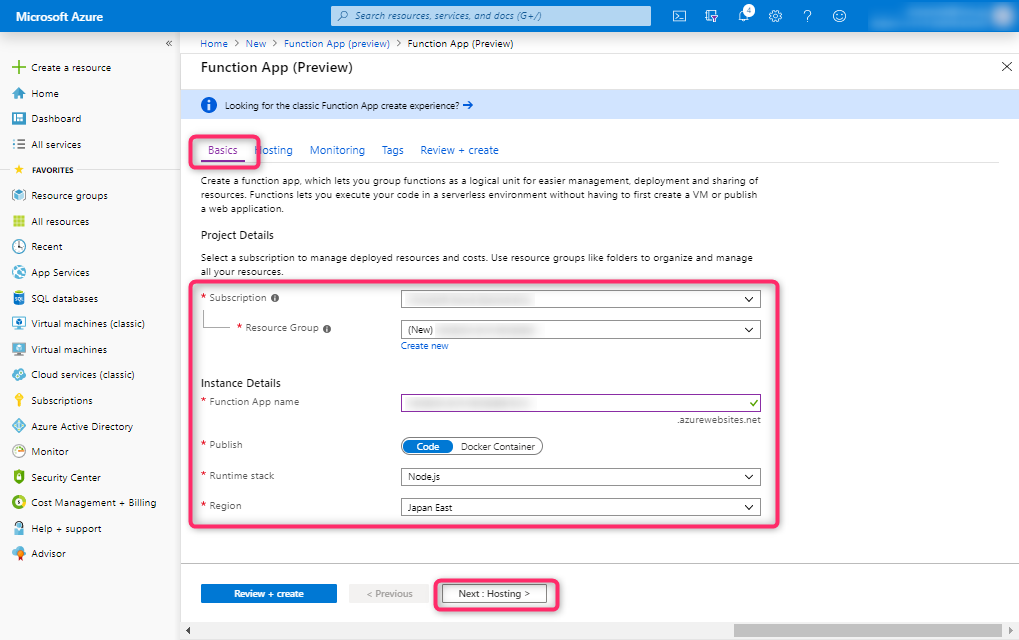 Microsoft Azure
Search resources, services, and docs (G+/)
4
Create a resource
Home
Dashboard
All services
FAVORITES
Resource groups
All resources
Recent
App Services
SQL databases
Virtual machines (classic)
Virtual machines
Cloud services (classic)
Subscriptions
Azure Active Directory
Monitor
Security Center
Cost Management + Billing
Help + support
Advisor
Home > New > Function App (preview) > Function App (Preview)
Function App (Preview)
Looking for the classic Function App create experience? →
Basics Hosting Monitoring Tags Review + create
Create a function app, which lets you group functions as a logical unit for easier management, deployment and sharing of
resources. Functions lets you execute your code in a serverless environment without having to first create a VM or publish
a web application.
Project Details
Select a subscription to manage deployed resources and costs. Use resource groups like folders to organize and manage
all your resources.
* Subscription
* Resource Group (New)
Create new
Instance Details
* Function App name
.azurewebsites.net
* Publish Code Docker Container
* Runtime stack Node.js
* Region Japan East
Review + create < Previous Next : Hosting >